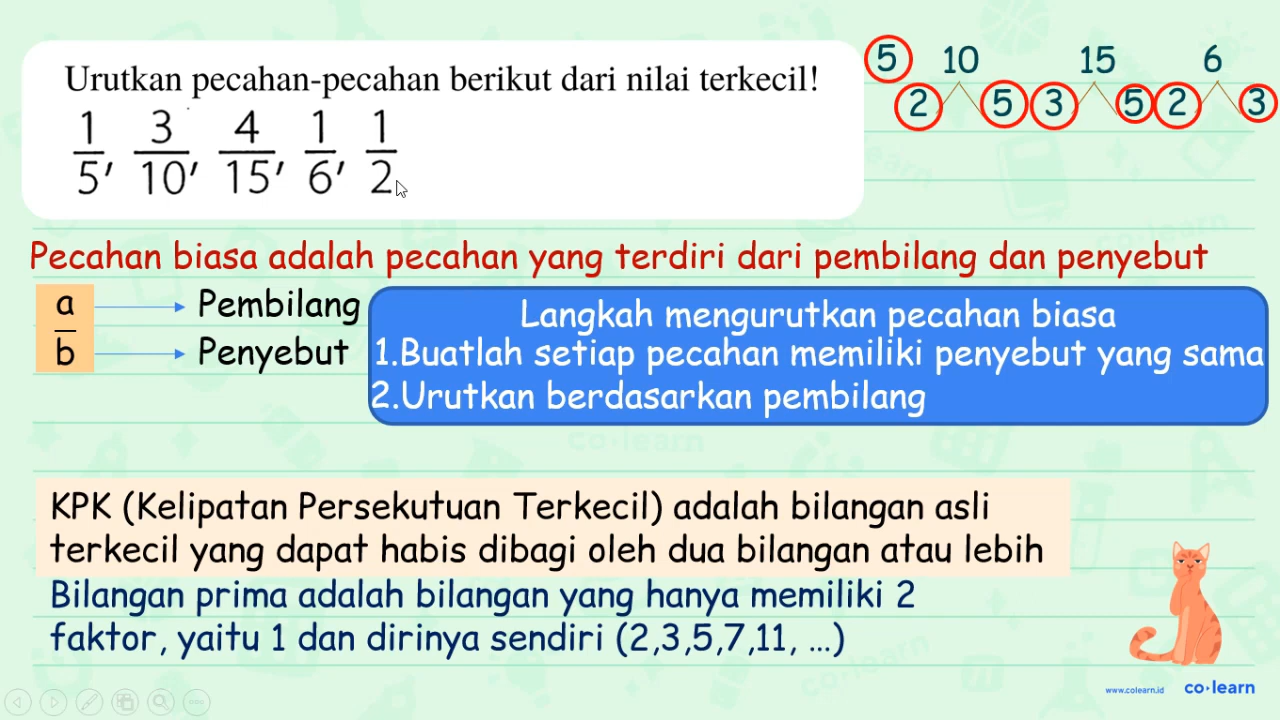 Urutkan pecahan-pecahan berikut dari nilai terkecil!
1/5, 3/10, 4/15, 1/6, 1/2
5 10 15 6
2 5 3 5 2 3
Pecahan biasa adalah pecahan yang terdiri dari pembilang dan penyebut
a Pembilang
b Penyebut
Langkah mengurutkan pecahan biasa
1.Buatlah setiap pecahan memiliki penyebut yang sama
2.Urutkan berdasarkan pembilang
co·learn
KPK (Kelipatan Persekutuan Terkecil) adalah bilangan asli
terkecil yang dapat habis dibagi oleh dua bilangan atau lebih
Bilangan prima adalah bilangan yang hanya memiliki 2
faktor, yaitu 1 dan dirinya sendiri (2,3,5,7,11, ...)
www.colearn.id co·learn